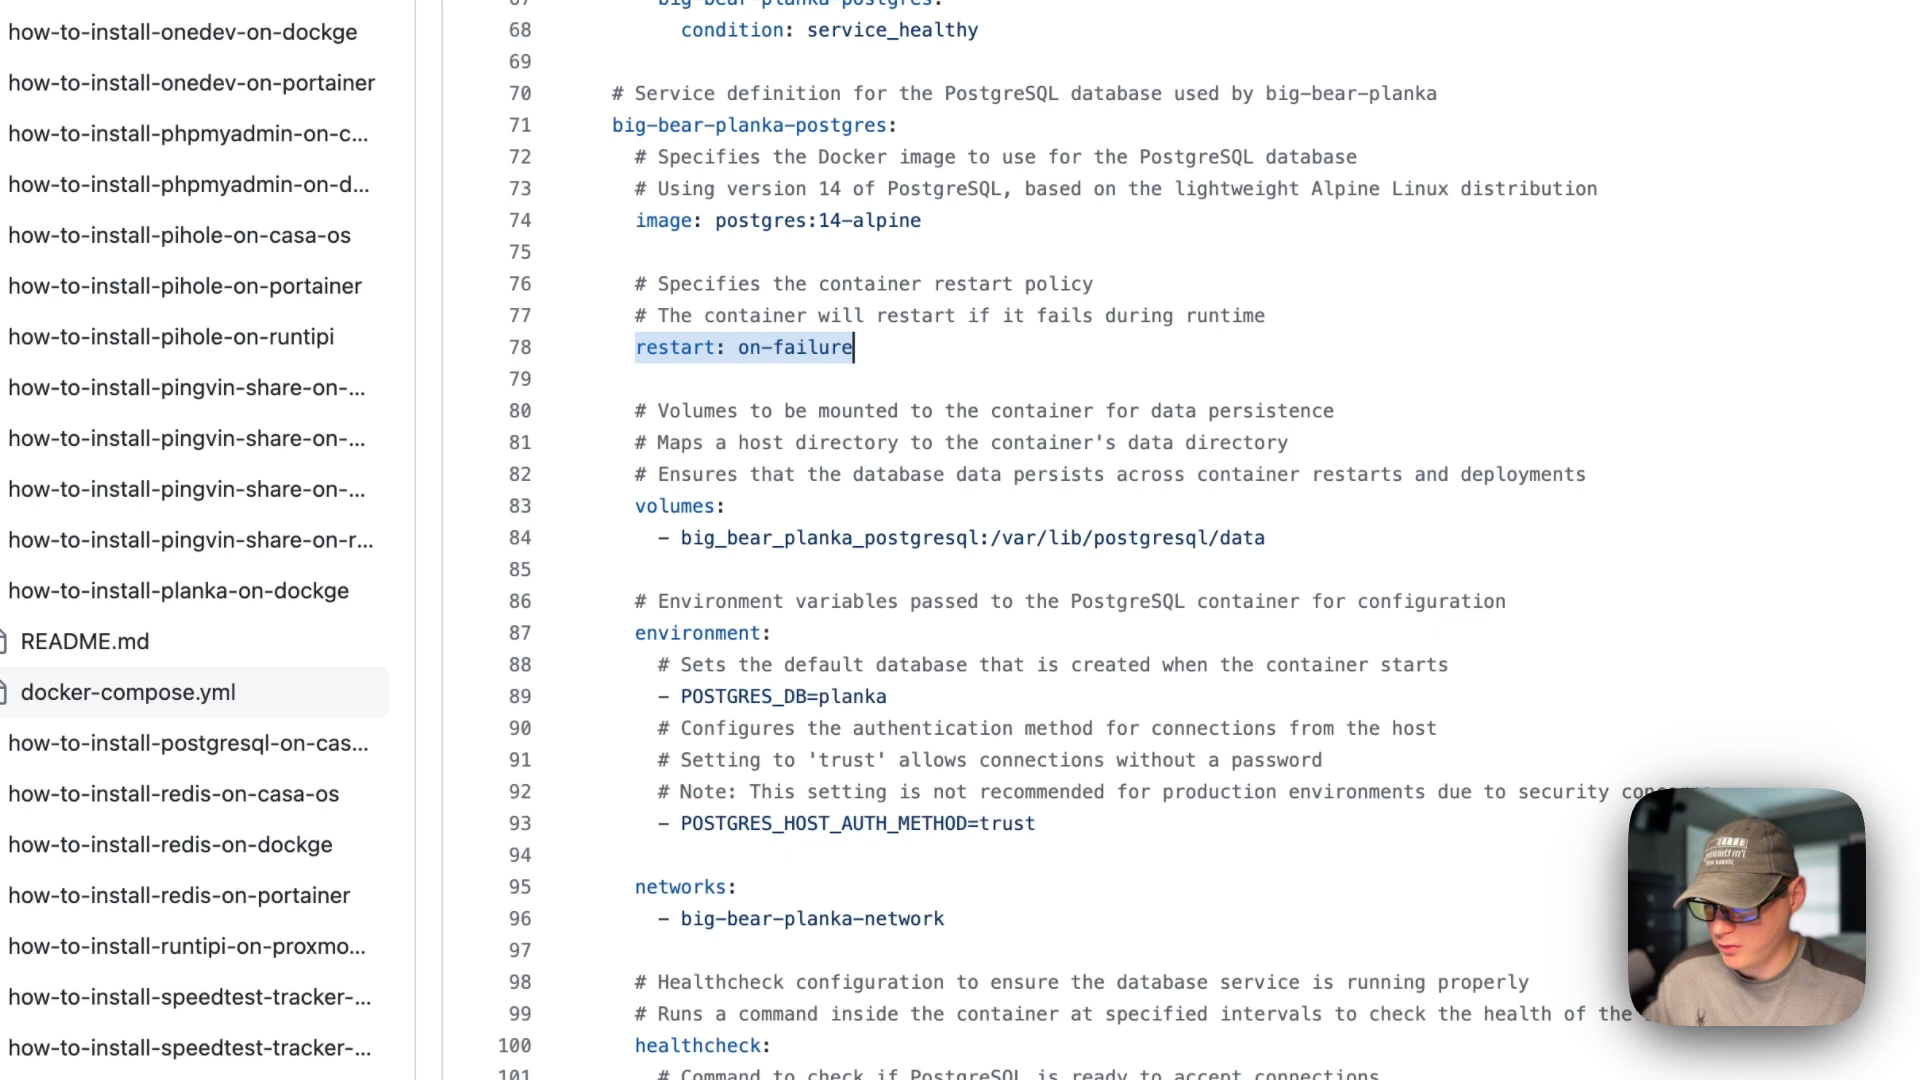 how-to-install-onedev-on-dockge
how-to-install-onedev-on-portainer
how-to-install-phpmyadmin-on-c...
how-to-install-phpmyadmin-on-d...
how-to-install-pihole-on-casa-os
how-to-install-pihole-on-portainer
how-to-install-pihole-on-runtipi
how-to-install-pingvin-share-on-...
how-to-install-pingvin-share-on-...
how-to-install-pingvin-share-on-...
how-to-install-pingvin-share-on-r...
how-to-install-planka-on-dockge
README.md
docker-compose.yml
how-to-install-postgresql-on-cas...
how-to-install-redis-on-casa-os
how-to-install-redis-on-dockge
how-to-install-redis-on-portainer
how-to-install-runtipi-on-proxmo...
how-to-install-speedtest-tracker-...
how-to-install-speedtest-tracker-...
67 big-bear-planka-postgres:
68 condition: service_healthy
69
70 # Service definition for the PostgreSQL database used by big-bear-planka
71 big-bear-planka-postgres:
72 # Specifies the Docker image to use for the PostgreSQL database
73 # Using version 14 of PostgreSQL, based on the lightweight Alpine Linux distribution
74 image: postgres:14-alpine
75
76 # Specifies the container restart policy
77 # The container will restart if it fails during runtime
78 restart: on-failure
79
80 # Volumes to be mounted to the container for data persistence
81 # Maps a host directory to the container's data directory
82 # Ensures that the database data persists across container restarts and deployments
83 volumes:
84 - big_bear_planka_postgresql:/var/lib/postgresql/data
85
86 # Environment variables passed to the PostgreSQL container for configuration
87 environment:
88 # Sets the default database that is created when the container starts
89 - POSTGRES_DB=planka
90 # Configures the authentication method for connections from the host
91 # Setting to 'trust' allows connections without a password
92 # Note: This setting is not recommended for production environments due to security
93 - POSTGRES_HOST_AUTH_METHOD=trust
94
95 networks:
96 - big-bear-planka-network
97
98 # Healthcheck configuration to ensure the database service is running properly
99 # Runs a command inside the container at specified intervals to check the health of the
100 healthcheck:
101 # Command to check if PostgreSQL is ready to accept connections